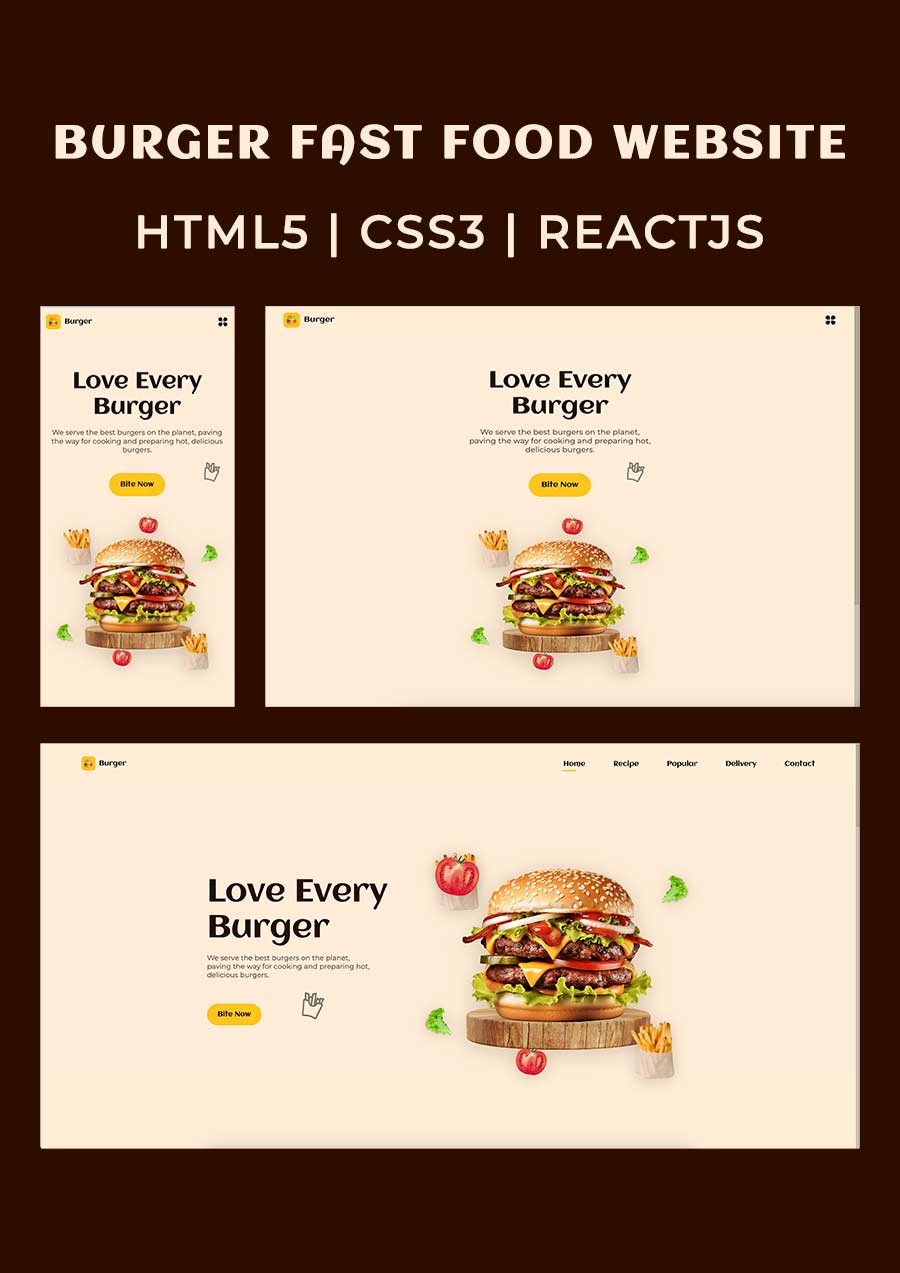 BURGER FAST FOOD WEBSITE
HTML5 | CSS3 | REACTJS
Burger
Love Every
Burger
We serve the best burgers on the planet, paving
the way for cooking and preparing hot, delicious
burgers.
Bite Now
Burger
Love Every
Burger
We serve the best burgers on the planet,
paving the way for cooking and preparing hot,
delicious burgers.
Bite Now
Burger
Home Recipe Popular Delivery Contact
Love Every
Burger
We serve the best burgers on the planet,
paving the way for cooking and preparing hot,
delicious burgers.
Bite Now